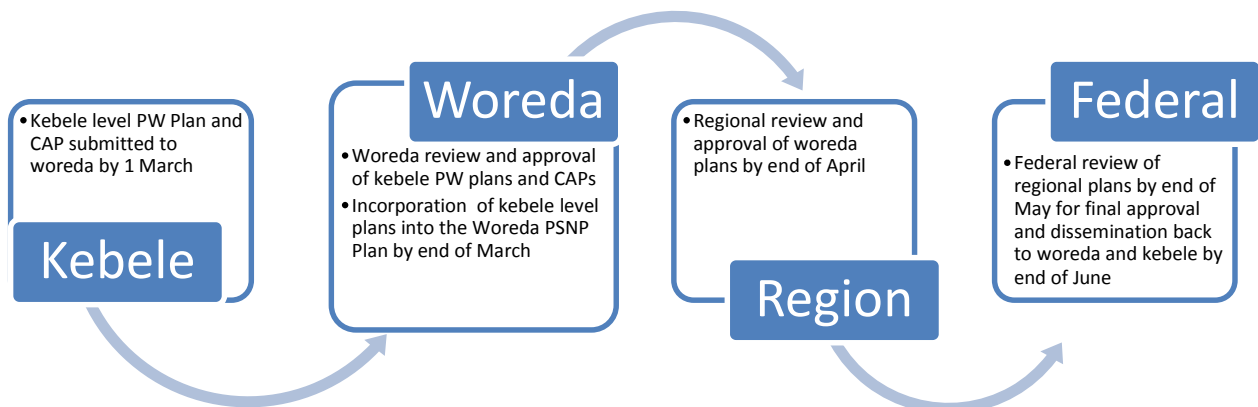 • Kebele level PW Plan and
CAP submitted to
woreda by 1 March
Kebele
Woreda
• Woreda review and approval
of kebele PW plans and CAPs
• Incorporation of kebele level
plans into the Woreda PSNP
Plan by end of March
• Regional review and
approval of woreda
plans by end of April
Region
Federal
• Federal review of
regional plans by end of
May for final approval
and dissemination back
to woreda and kebele by
end of June